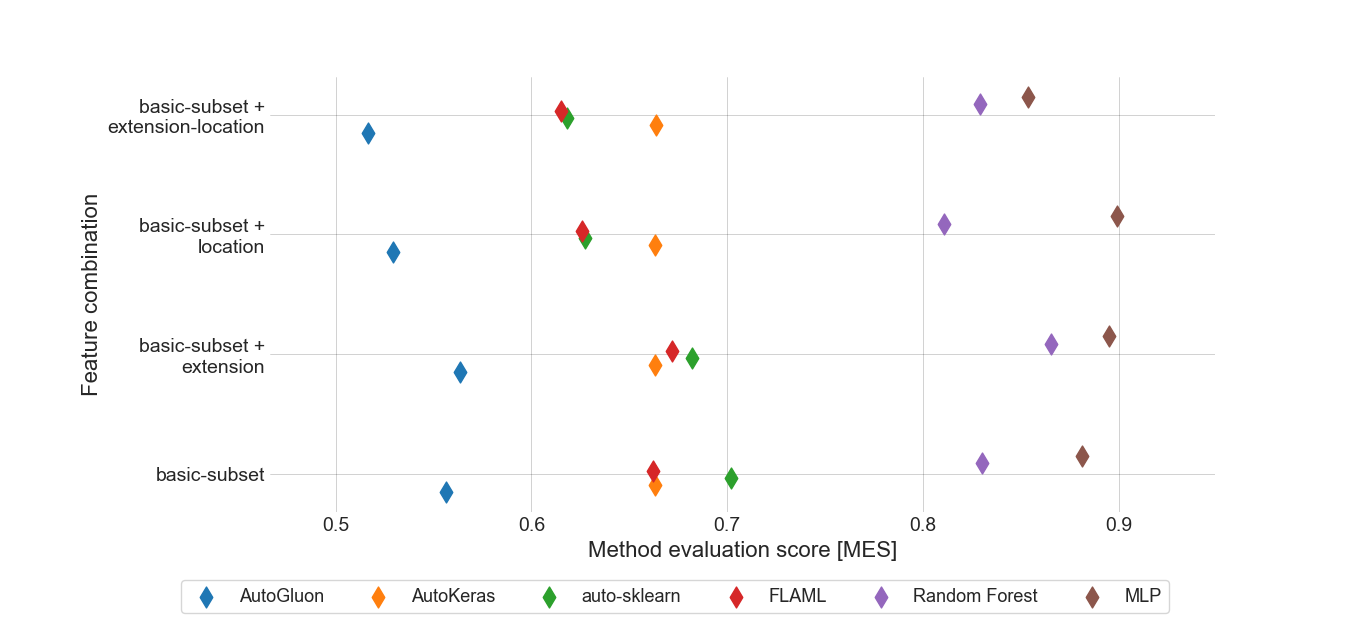 basic-subset +
extension-location
basic-subset +
location
basic-subset +
extension
basic-subset
Feature combination
0.5 0.6 0.7 0.8 0.9
Method evaluation score [MES]
AutoGluon AutoKeras auto-sklearn FLAML Random Forest MLP